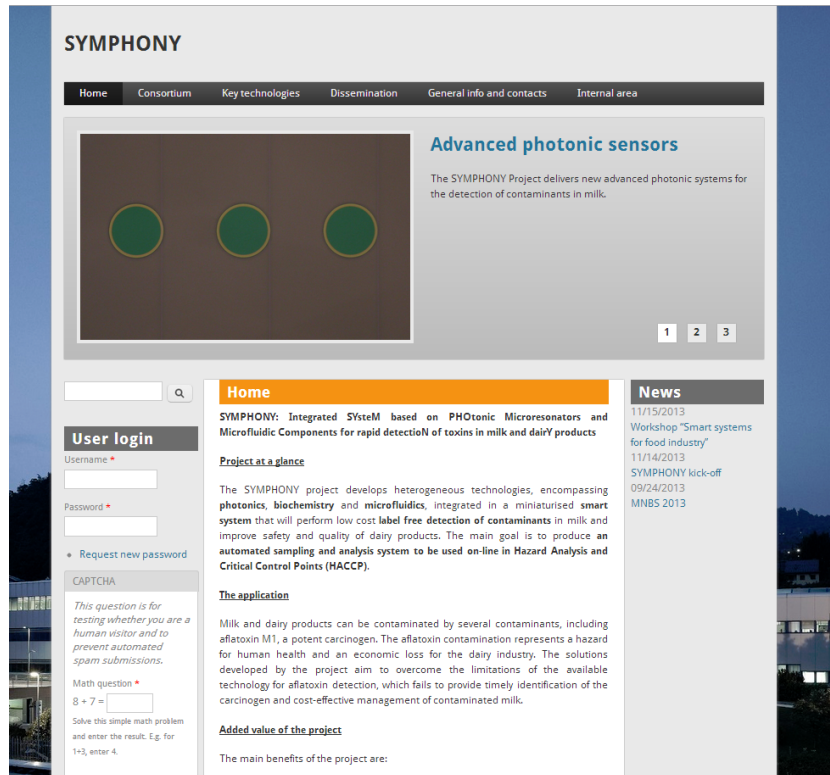 SYMPHONY
Home Consortium Key technologies Dissemination General info and contacts Internal area
Advanced photonic sensors
The SYMPHONY Project delivers new advanced photonic systems for
the detection of contaminants in milk.
1 2 3
User login
Username *
Password *
Request new password
CAPTCHA
This question is for
testing whether you are a
human visitor and to
prevent automated
spam submissions.
Math question *
8 + 7 =
Solve this simple math problem
and enter the result. E.g. for
1+3, enter 4.
Home
SYMPHONY: Integrated SYsteM based on PHOtonic Microresonators and
Microfluidic Components for rapid detectioN of toxins in milk and dairY products
Project at a glance
The SYMPHONY project develops heterogeneous technologies, encompassing
photonics, biochemistry and microfluidics, integrated in a miniaturised smart
system that will perform low cost label free detection of contaminants in milk and
improve safety and quality of dairy products. The main goal is to produce an
automated sampling and analysis system to be used on-line in Hazard Analysis and
Critical Control Points (HACCP).
The application
Milk and dairy products can be contaminated by several contaminants, including
aflatoxin M1, a potent carcinogen. The aflatoxin contamination represents a hazard
for human health and an economic loss for the dairy industry. The solutions
developed by the project aim to overcome the limitations of the available
technology for aflatoxin detection, which fails to provide timely identification of the
carcinogen and cost-effective management of contaminated milk.
Added value of the project
The main benefits of the project are:
News
11/15/2013
Workshop “Smart systems
for food industry”
11/14/2013
SYMPHONY kick-off
09/24/2013
MNBS 2013